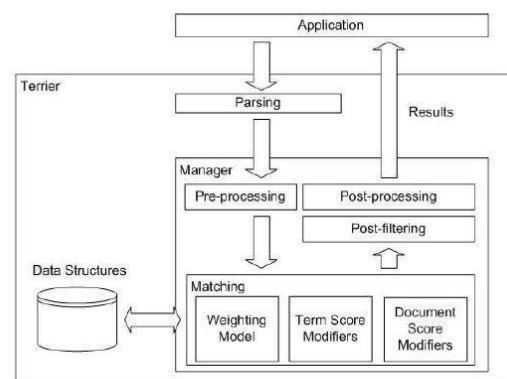 Application
Terrier
Parsing
Results
Manager
Pre-processing
Post-processing
Post-filtering
Data Structures
Matching
Weighting
Model
Term Score
Modifiers
Document
Score
Modifiers